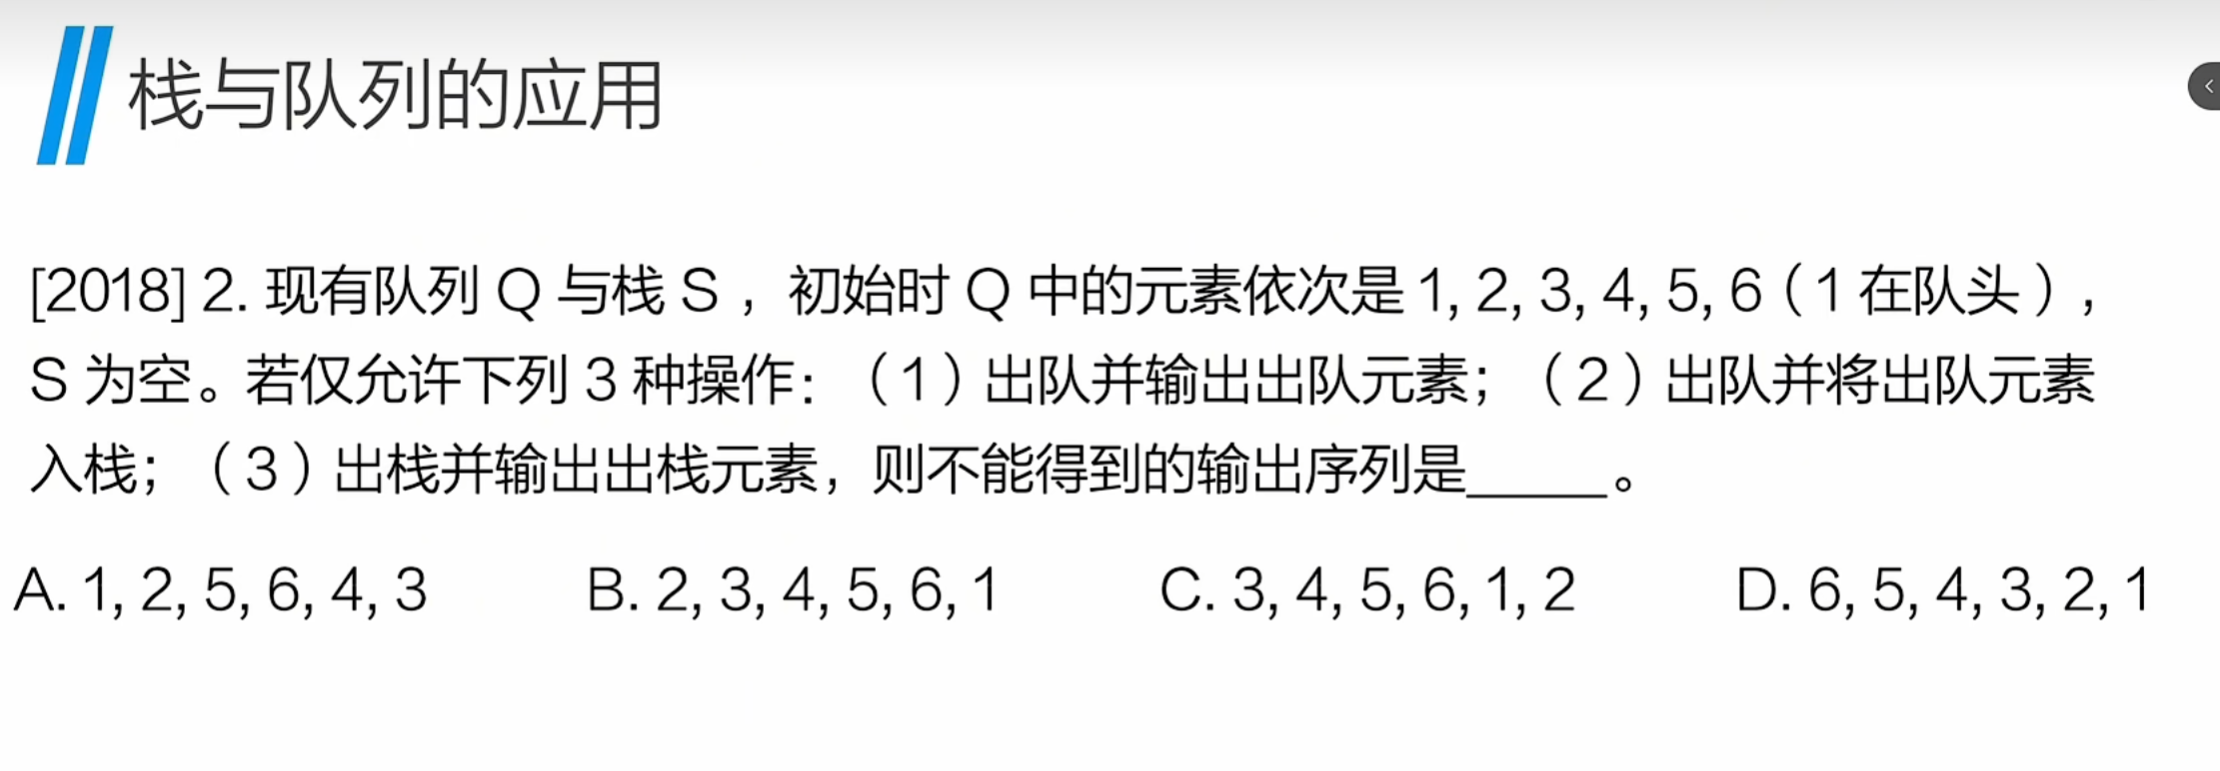 栈与队列的应用
[2018] 2. 现有队列 Q 与栈 S ，初始时 Q 中的元素依次是 1, 2, 3, 4, 5, 6（1 在队头），
S 为空。若仅允许下列 3 种操作：（1）出队并输出出队元素；（2）出队并将出队元素
入栈；（3）出栈并输出出栈元素，则不能得到的输出序列是_____。
A. 1, 2, 5, 6, 4, 3 B. 2, 3, 4, 5, 6, 1 C. 3, 4, 5, 6, 1, 2 D. 6, 5, 4, 3, 2, 1